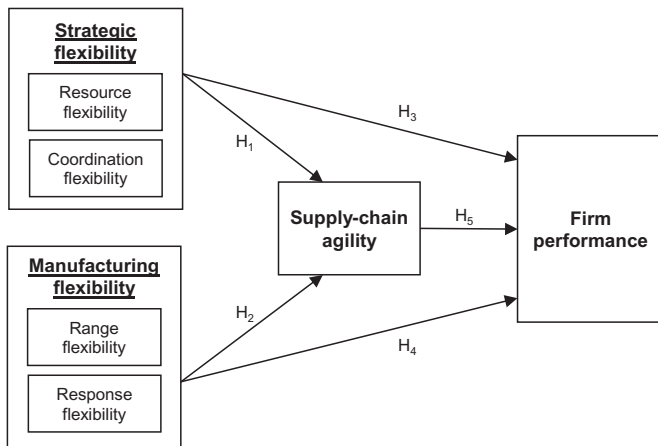 Strategic
flexibility
Resource
flexibility
Coordination
flexibility
H₁
H₃
Supply-chain
agility
H₅
Firm
performance
Manufacturing
flexibility
Range
flexibility
Response
flexibility
H₂
H₄